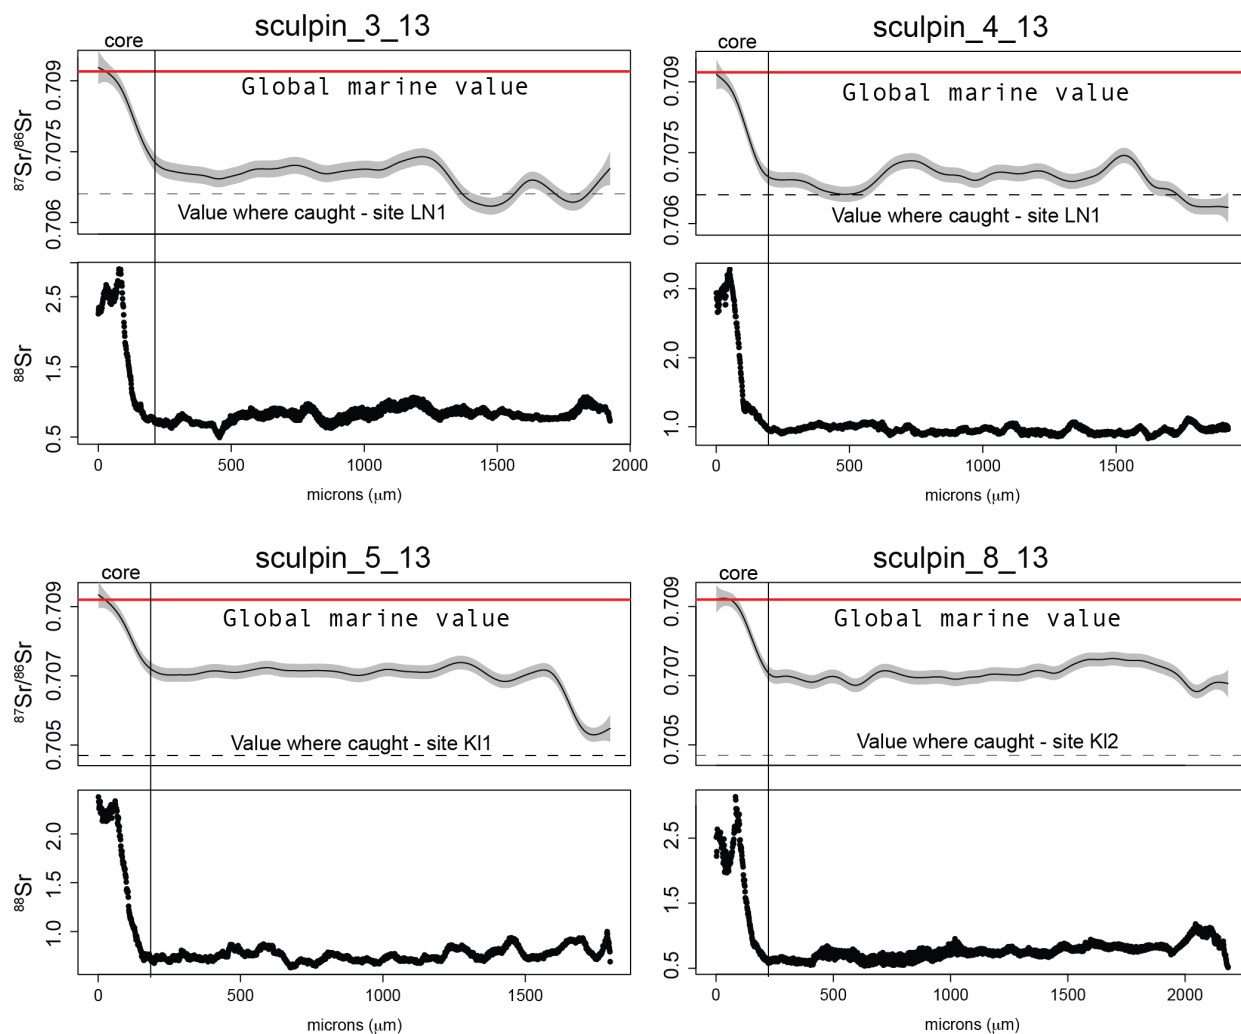 sculpin_3_13
core
Global marine value
Value where caught - site LN1
⁸⁷Sr/⁸⁶Sr
0.709
0.7075
0.706
⁸⁸Sr
2.5
1.5
0.5
0 500 1000 1500 2000
microns (µm)
sculpin_4_13
core
Global marine value
Value where caught - site LN1
0.709
0.7075
0.706
3.0
2.0
1.0
0 500 1000 1500
microns (µm)
sculpin_5_13
core
Global marine value
Value where caught - site KI1
⁸⁷Sr/⁸⁶Sr
0.709
0.707
0.705
⁸⁸Sr
2.0
1.5
1.0
0 500 1000 1500
microns (µm)
sculpin_8_13
core
Global marine value
Value where caught - site KI2
0.709
0.707
0.705
2.5
1.5
0.5
0 500 1000 1500 2000
microns (µm)